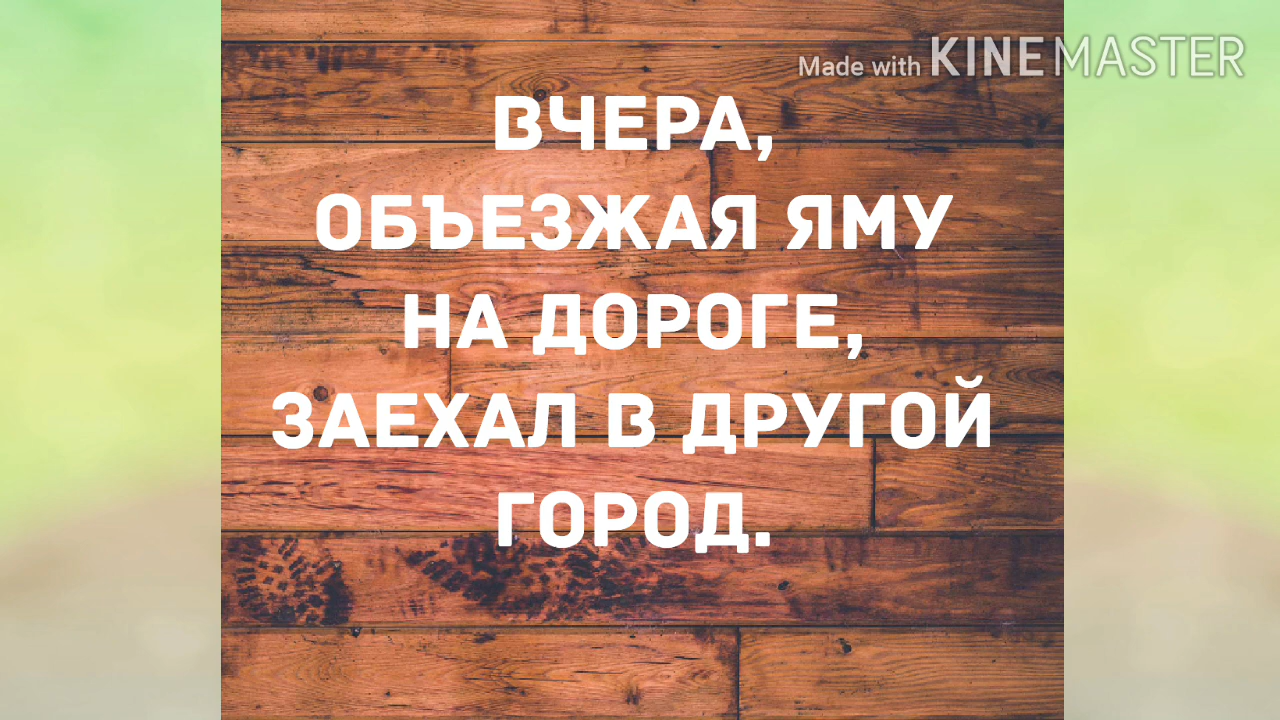 Made with KINEMASTER
ВЧЕРА,
ОБЪЕЗЖАЯ ЯМУ
НА ДОРОГЕ,
ЗАЕХАЛ В ДРУГОЙ
ГОРОД.